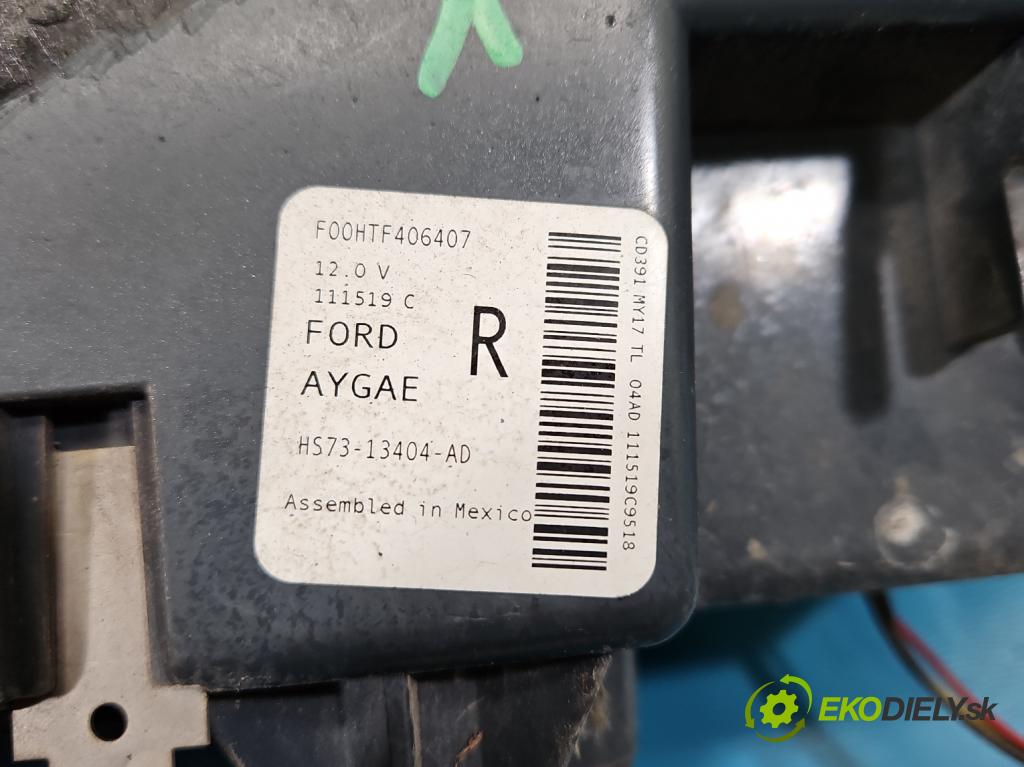 F00HTF406407
12.0 V
111519 C
FORD
R
AYGAE
HS73-13404-AD
Assembled in Mexico
CD391 MY17 TL 04AD 111519C9518
EKODIELY.sk